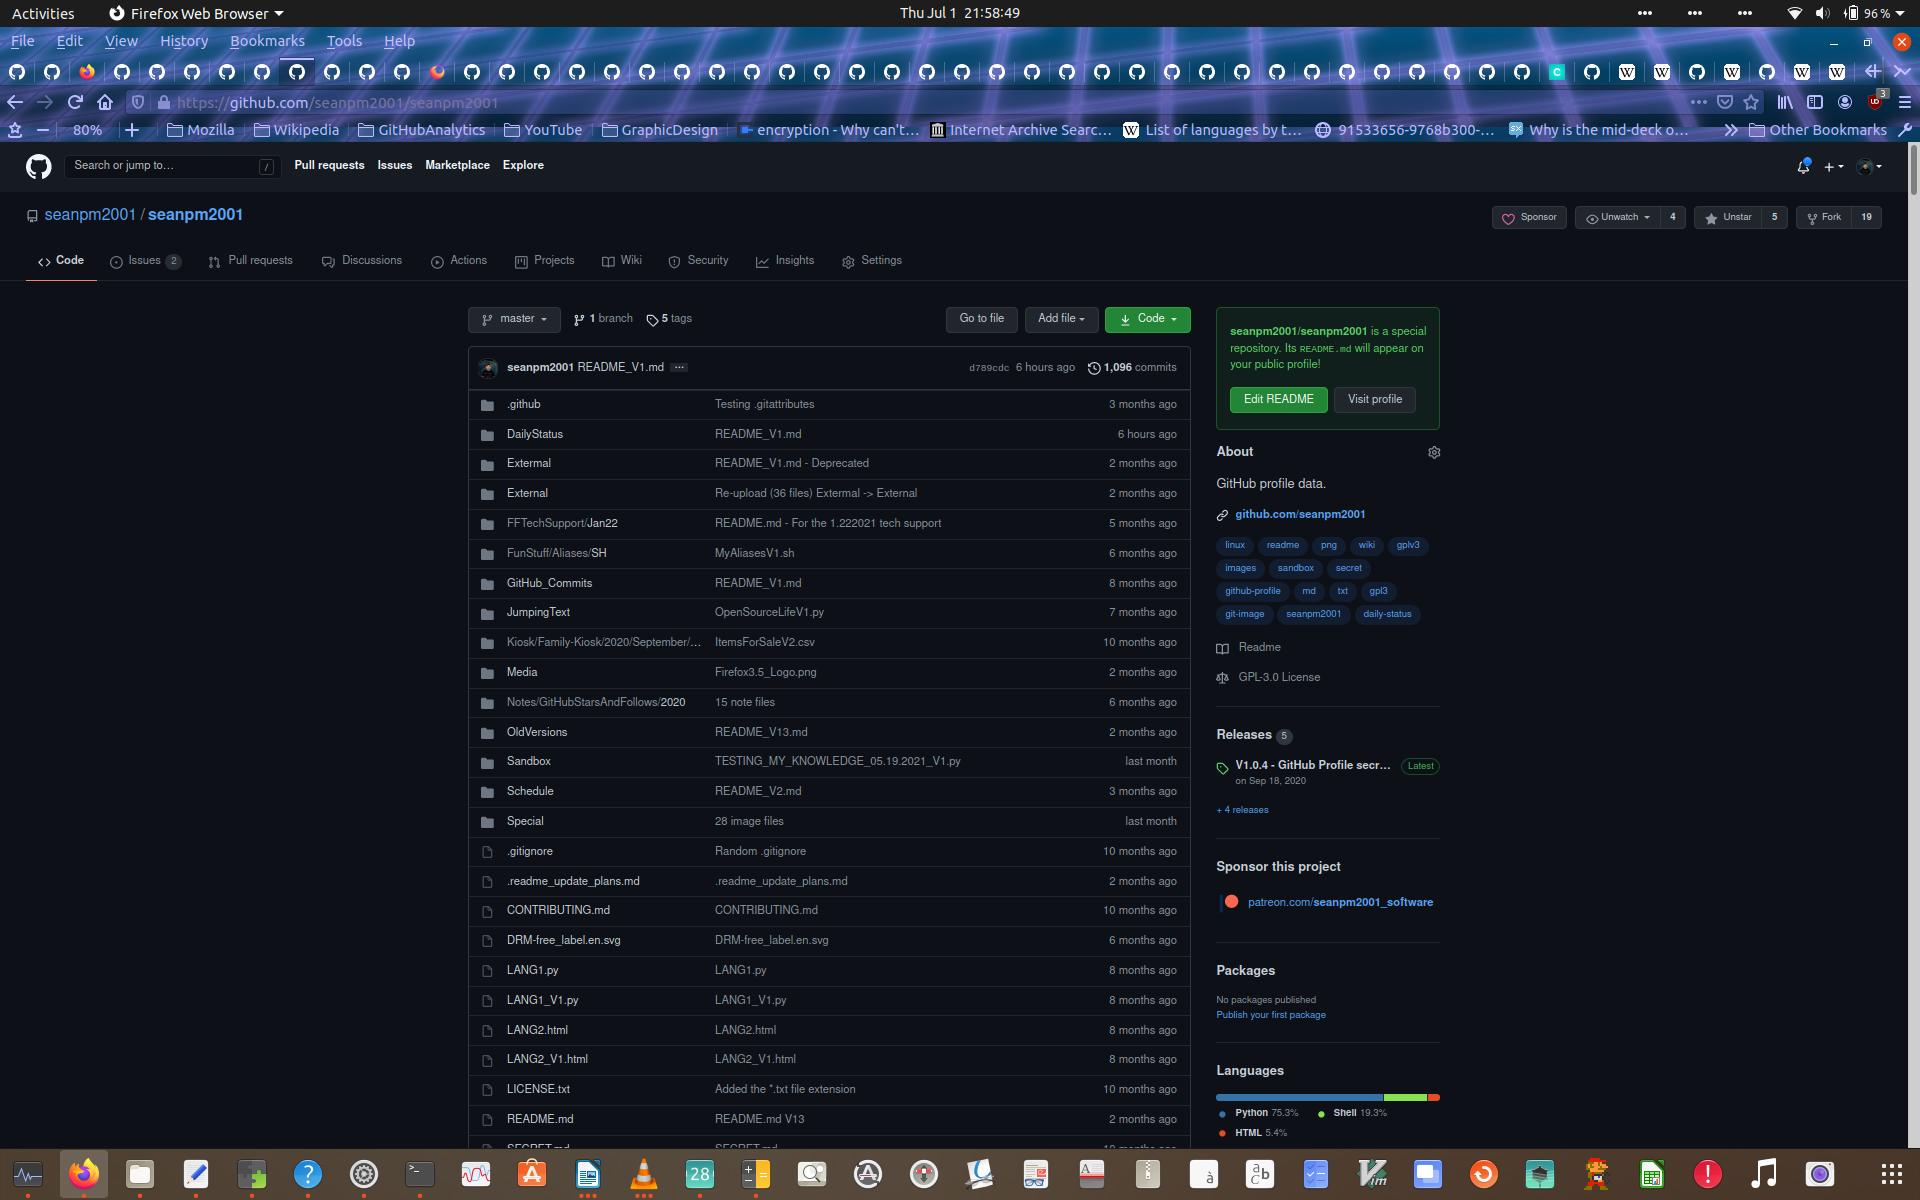 Activities Firefox Web Browser Thu Jul 1 21:58:49 96 %
File Edit View History Bookmarks Tools Help
https://github.com/seanpm2001/seanpm2001 3
80% Mozilla Wikipedia GitHubAnalytics YouTube GraphicDesign encryption - Why can't... Internet Archive Searc... List of languages by t... 91533656-9768b300-... Why is the mid-deck o... Other Bookmarks
Search or jump to... / Pull requests Issues Marketplace Explore
seanpm2001 / seanpm2001 Sponsor Unwatch 4 Unstar 5 Fork 19
Code Issues 2 Pull requests Discussions Actions Projects Wiki Security Insights Settings
master 1 branch 5 tags Go to file Add file Code
seanpm2001 README_V1.md ... d789cdc 6 hours ago 1,096 commits
.github Testing .gitattributes 3 months ago
DailyStatus README_V1.md 6 hours ago
Extermal README_V1.md - Deprecated 2 months ago
External Re-upload (36 files) Extermal -> External 2 months ago
FFTechSupport/Jan22 README.md - For the 1.222021 tech support 5 months ago
FunStuff/Aliases/SH MyAliasesV1.sh 6 months ago
GitHub_Commits README_V1.md 8 months ago
JumpingText OpenSourceLifeV1.py 7 months ago
Kiosk/Family-Kiosk/2020/September/... ItemsForSaleV2.csv 10 months ago
Media Firefox3.5_Logo.png 2 months ago
Notes/GitHubStarsAndFollows/2020 15 note files 6 months ago
OldVersions README_V13.md 2 months ago
Sandbox TESTING_MY_KNOWLEDGE_05.19.2021_V1.py last month
Schedule README_V2.md 3 months ago
Special 28 image files last month
.gitignore Random .gitignore 10 months ago
.readme_update_plans.md .readme_update_plans.md 2 months ago
CONTRIBUTING.md CONTRIBUTING.md 10 months ago
DRM-free_label.en.svg DRM-free_label.en.svg 6 months ago
LANG1.py LANG1.py 8 months ago
LANG1_V1.py LANG1_V1.py 8 months ago
LANG2.html LANG2.html 8 months ago
LANG2_V1.html LANG2_V1.html 8 months ago
LICENSE.txt Added the *.txt file extension 10 months ago
README.md README.md V13 2 months ago
SECRET.md SECRET.md 10 months ago
seanpm2001/seanpm2001 is a special
repository. Its README.md will appear on
your public profile!
Edit README Visit profile
About
GitHub profile data.
github.com/seanpm2001
linux readme png wiki gplv3
images sandbox secret
github-profile md txt gpl3
git-image seanpm2001 daily-status
Readme
GPL-3.0 License
Releases 5
V1.0.4 - GitHub Profile secr... Latest
on Sep 18, 2020
+ 4 releases
Sponsor this project
patreon.com/seanpm2001_software
Packages
No packages published
Publish your first package
Languages
Python 75.3% Shell 19.3%
HTML 5.4%
28